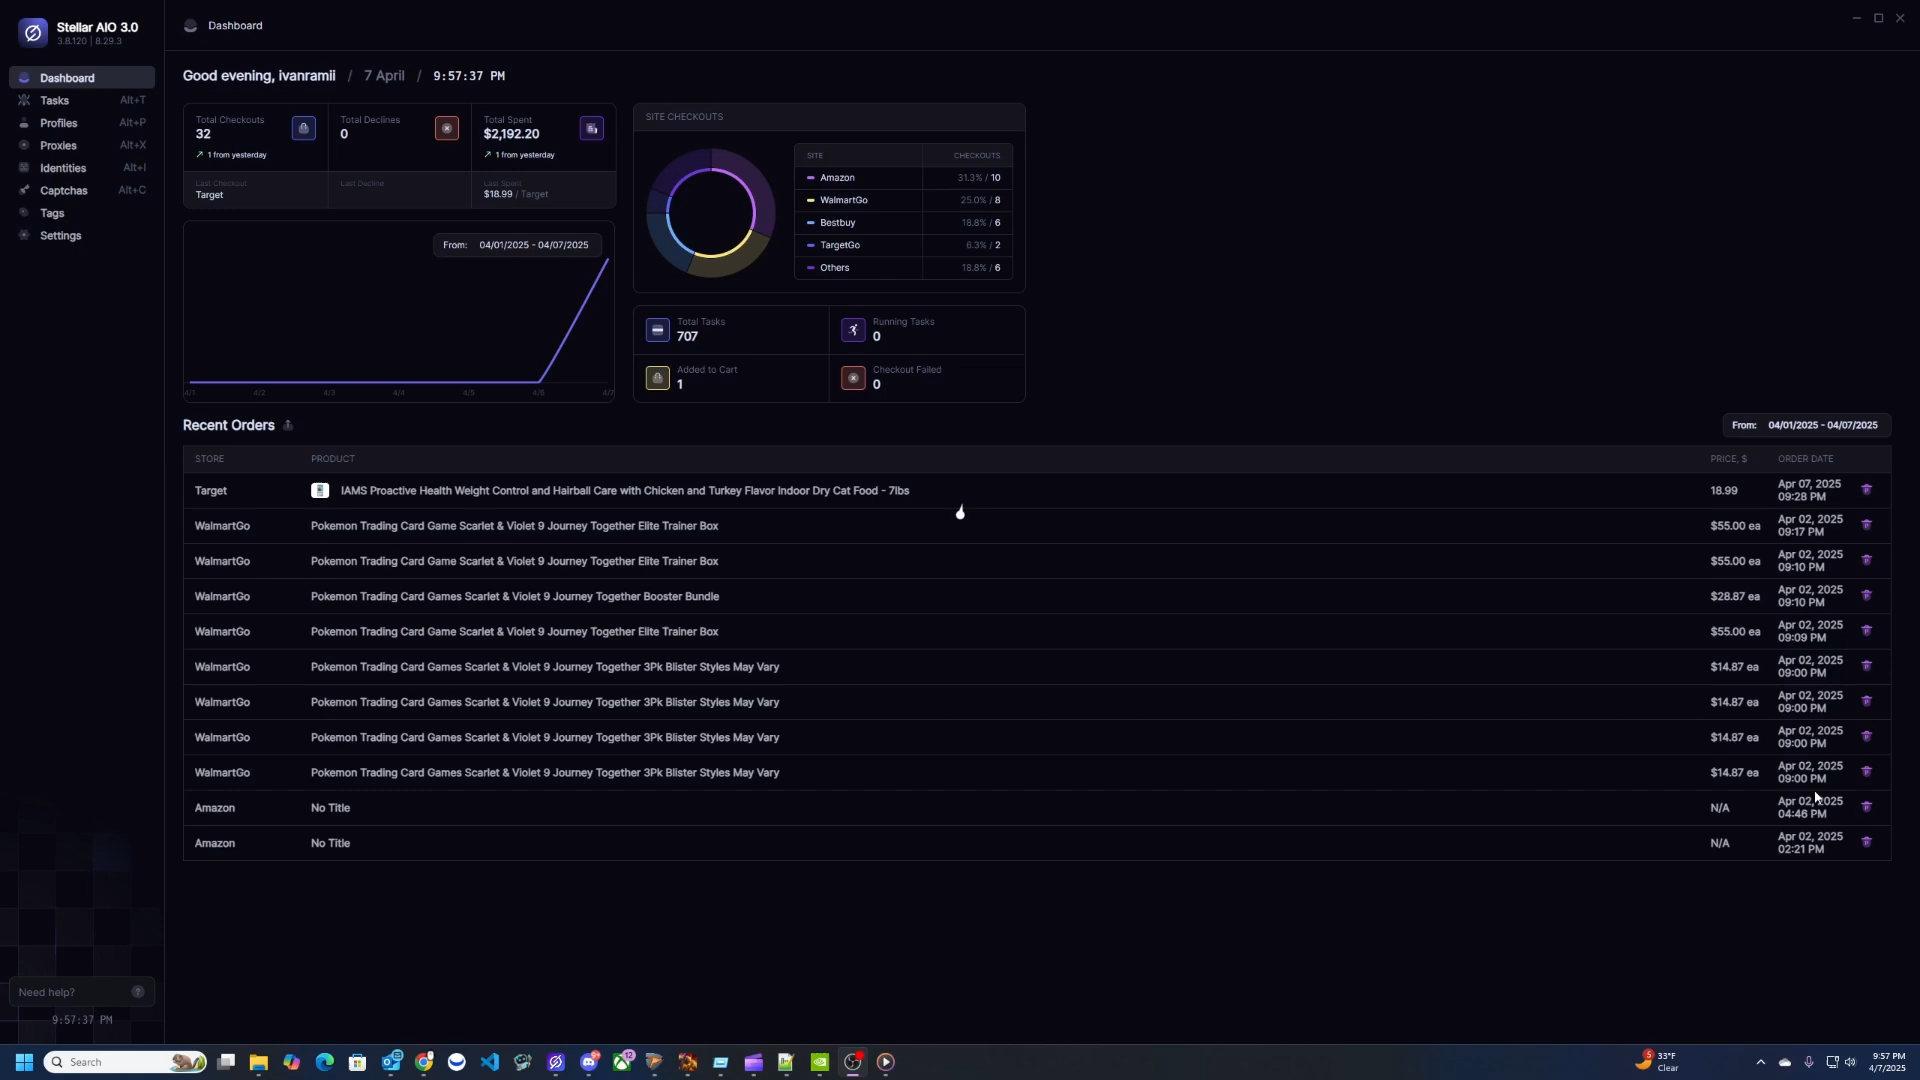 Stellar AIO 3.0
3.8.120 | 8.29.3
Dashboard
Tasks Alt+T
Profiles Alt+P
Proxies Alt+X
Identities Alt+I
Captchas Alt+C
Tags
Settings
Need help? ?
9:57:37 PM
Dashboard
Good evening, ivanramii / 7 April / 9:57:37 PM
Total Checkouts
32
1 from yesterday
Last Checkout
Target
Total Declines
0
Last Decline
Total Spent
$2,192.20
1 from yesterday
Last Spent
$18.99 / Target
From: 04/01/2025 - 04/07/2025
4/1 4/2 4/3 4/4 4/5 4/6 4/7
SITE CHECKOUTS
SITE CHECKOUTS
Amazon 31.3% / 10
WalmartGo 25.0% / 8
Bestbuy 18.8% / 6
TargetGo 6.3% / 2
Others 18.8% / 6
Total Tasks
707
Running Tasks
0
Added to Cart
1
Checkout Failed
0
Recent Orders
From: 04/01/2025 - 04/07/2025
STORE PRODUCT PRICE, $ ORDER DATE
Target IAMS Proactive Health Weight Control and Hairball Care with Chicken and Turkey Flavor Indoor Dry Cat Food - 7lbs 18.99 Apr 07, 2025 09:28 PM
WalmartGo Pokemon Trading Card Game Scarlet & Violet 9 Journey Together Elite Trainer Box $55.00 ea Apr 02, 2025 09:17 PM
WalmartGo Pokemon Trading Card Game Scarlet & Violet 9 Journey Together Elite Trainer Box $55.00 ea Apr 02, 2025 09:10 PM
WalmartGo Pokemon Trading Card Games Scarlet & Violet 9 Journey Together Booster Bundle $28.87 ea Apr 02, 2025 09:10 PM
WalmartGo Pokemon Trading Card Game Scarlet & Violet 9 Journey Together Elite Trainer Box $55.00 ea Apr 02, 2025 09:09 PM
WalmartGo Pokemon Trading Card Games Scarlet & Violet 9 Journey Together 3Pk Blister Styles May Vary $14.87 ea Apr 02, 2025 09:00 PM
WalmartGo Pokemon Trading Card Games Scarlet & Violet 9 Journey Together 3Pk Blister Styles May Vary $14.87 ea Apr 02, 2025 09:00 PM
WalmartGo Pokemon Trading Card Games Scarlet & Violet 9 Journey Together 3Pk Blister Styles May Vary $14.87 ea Apr 02, 2025 09:00 PM
WalmartGo Pokemon Trading Card Games Scarlet & Violet 9 Journey Together 3Pk Blister Styles May Vary $14.87 ea Apr 02, 2025 09:00 PM
Amazon No Title N/A Apr 02, 2025 04:46 PM
Amazon No Title N/A Apr 02, 2025 02:21 PM
Search
33°F
Clear
9:57 PM
4/7/2025